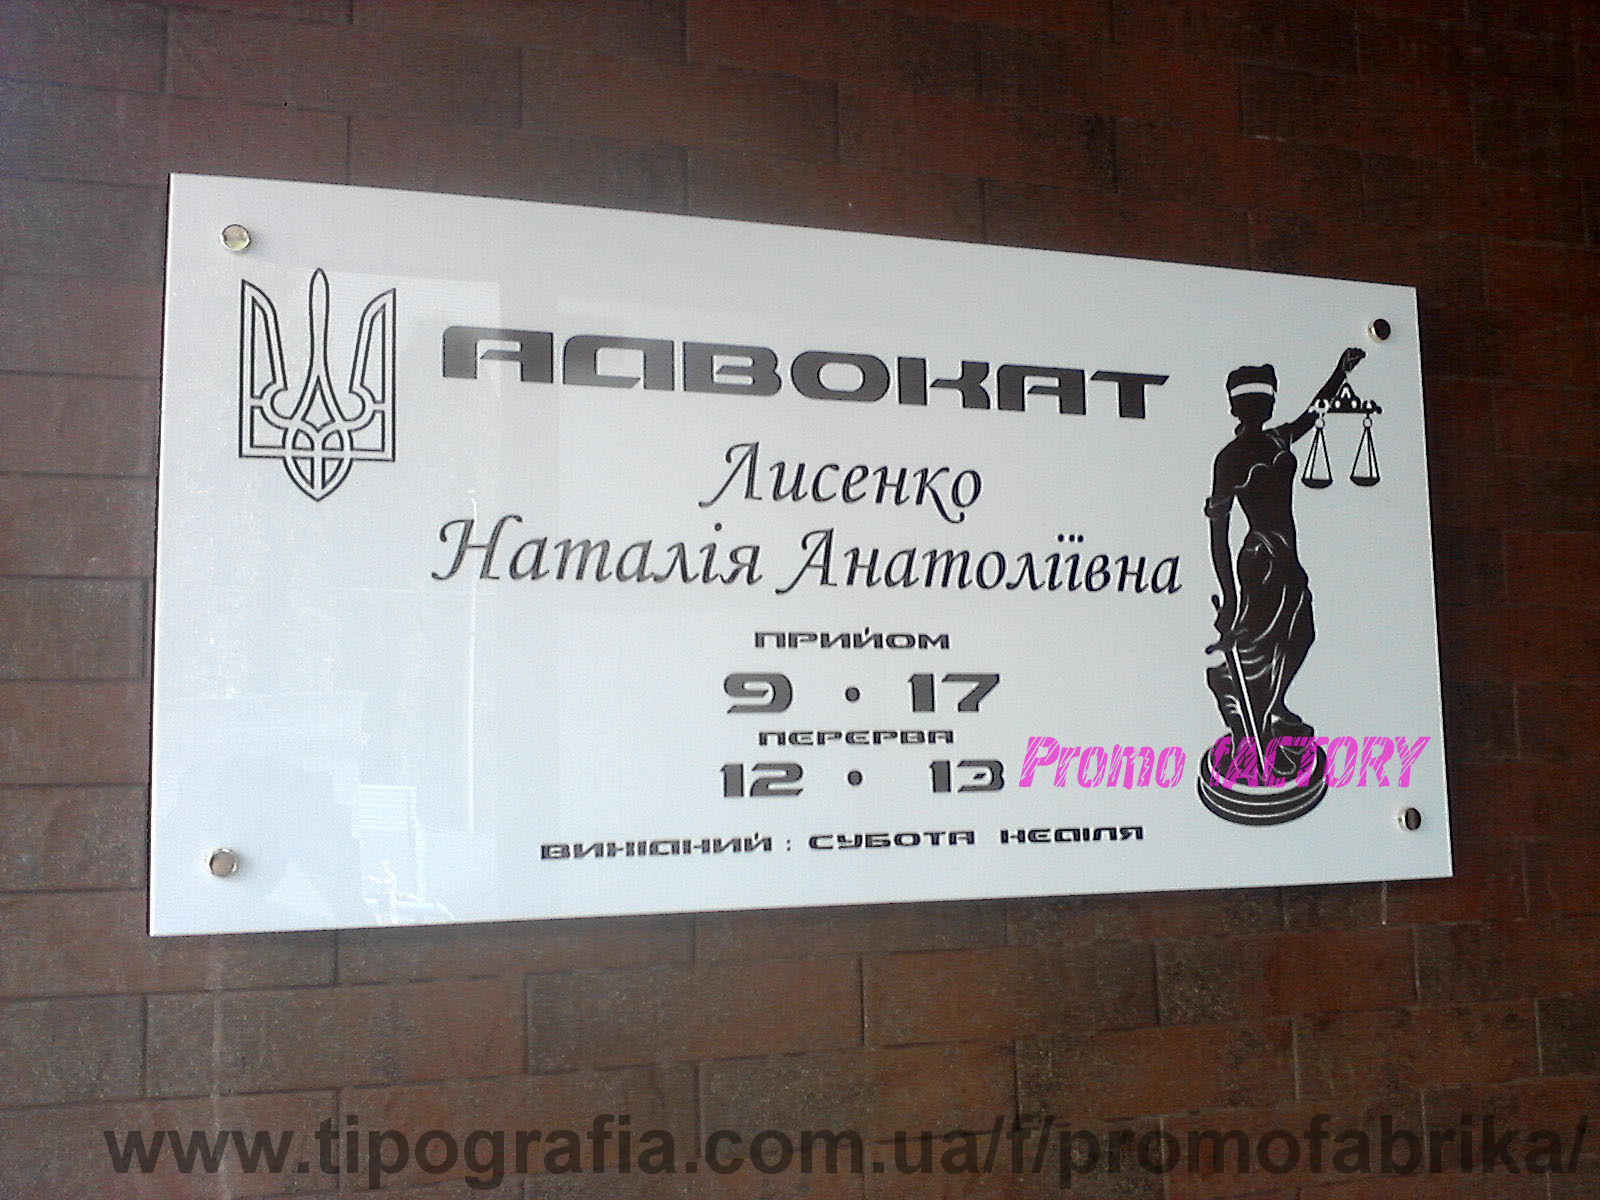 АДВОКАТ
Лисенко
Наталія Анатоліївна
ПРИЙОМ
9 • 17
ПЕРЕРВА
12 • 13
Promo fACTORY
ВИХІДНИЙ : СУБОТА НЕДІЛЯ
www.tipografia.com.ua/f/promofabrika/